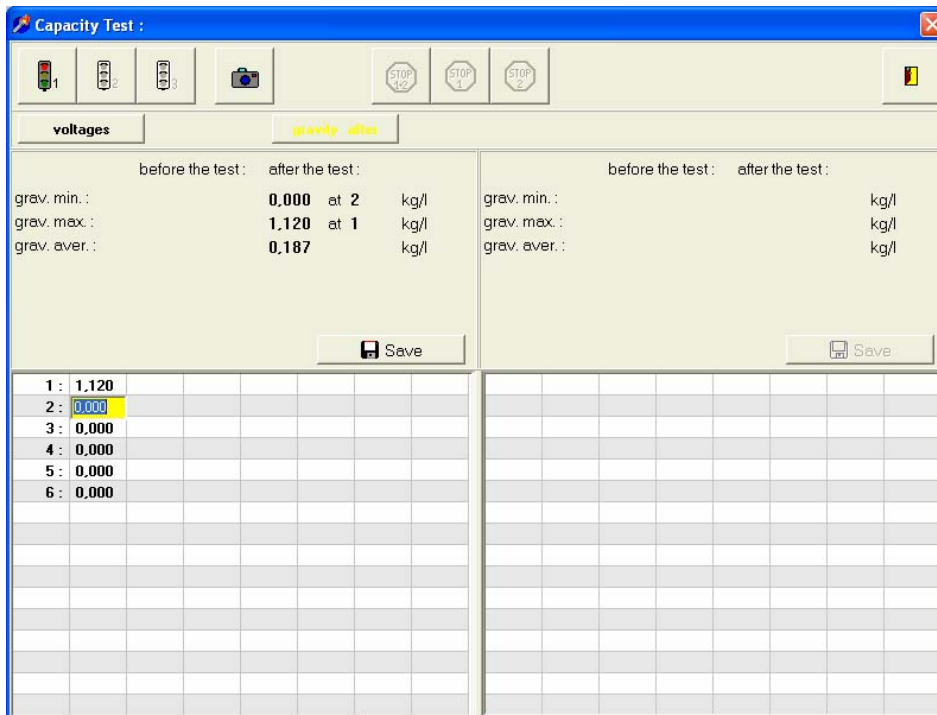 Capacity Test :
1 2 3 STOP 1+2 STOP 1 STOP 2
voltages gravity after
before the test : after the test : before the test : after the test :
grav. min. : 0,000 at 2 kg/l grav. min. : kg/l
grav. max. : 1,120 at 1 kg/l grav. max. : kg/l
grav. aver. : 0,187 kg/l grav. aver. : kg/l
Save Save
1 : 1,120
2 : 0,000
3 : 0,000
4 : 0,000
5 : 0,000
6 : 0,000